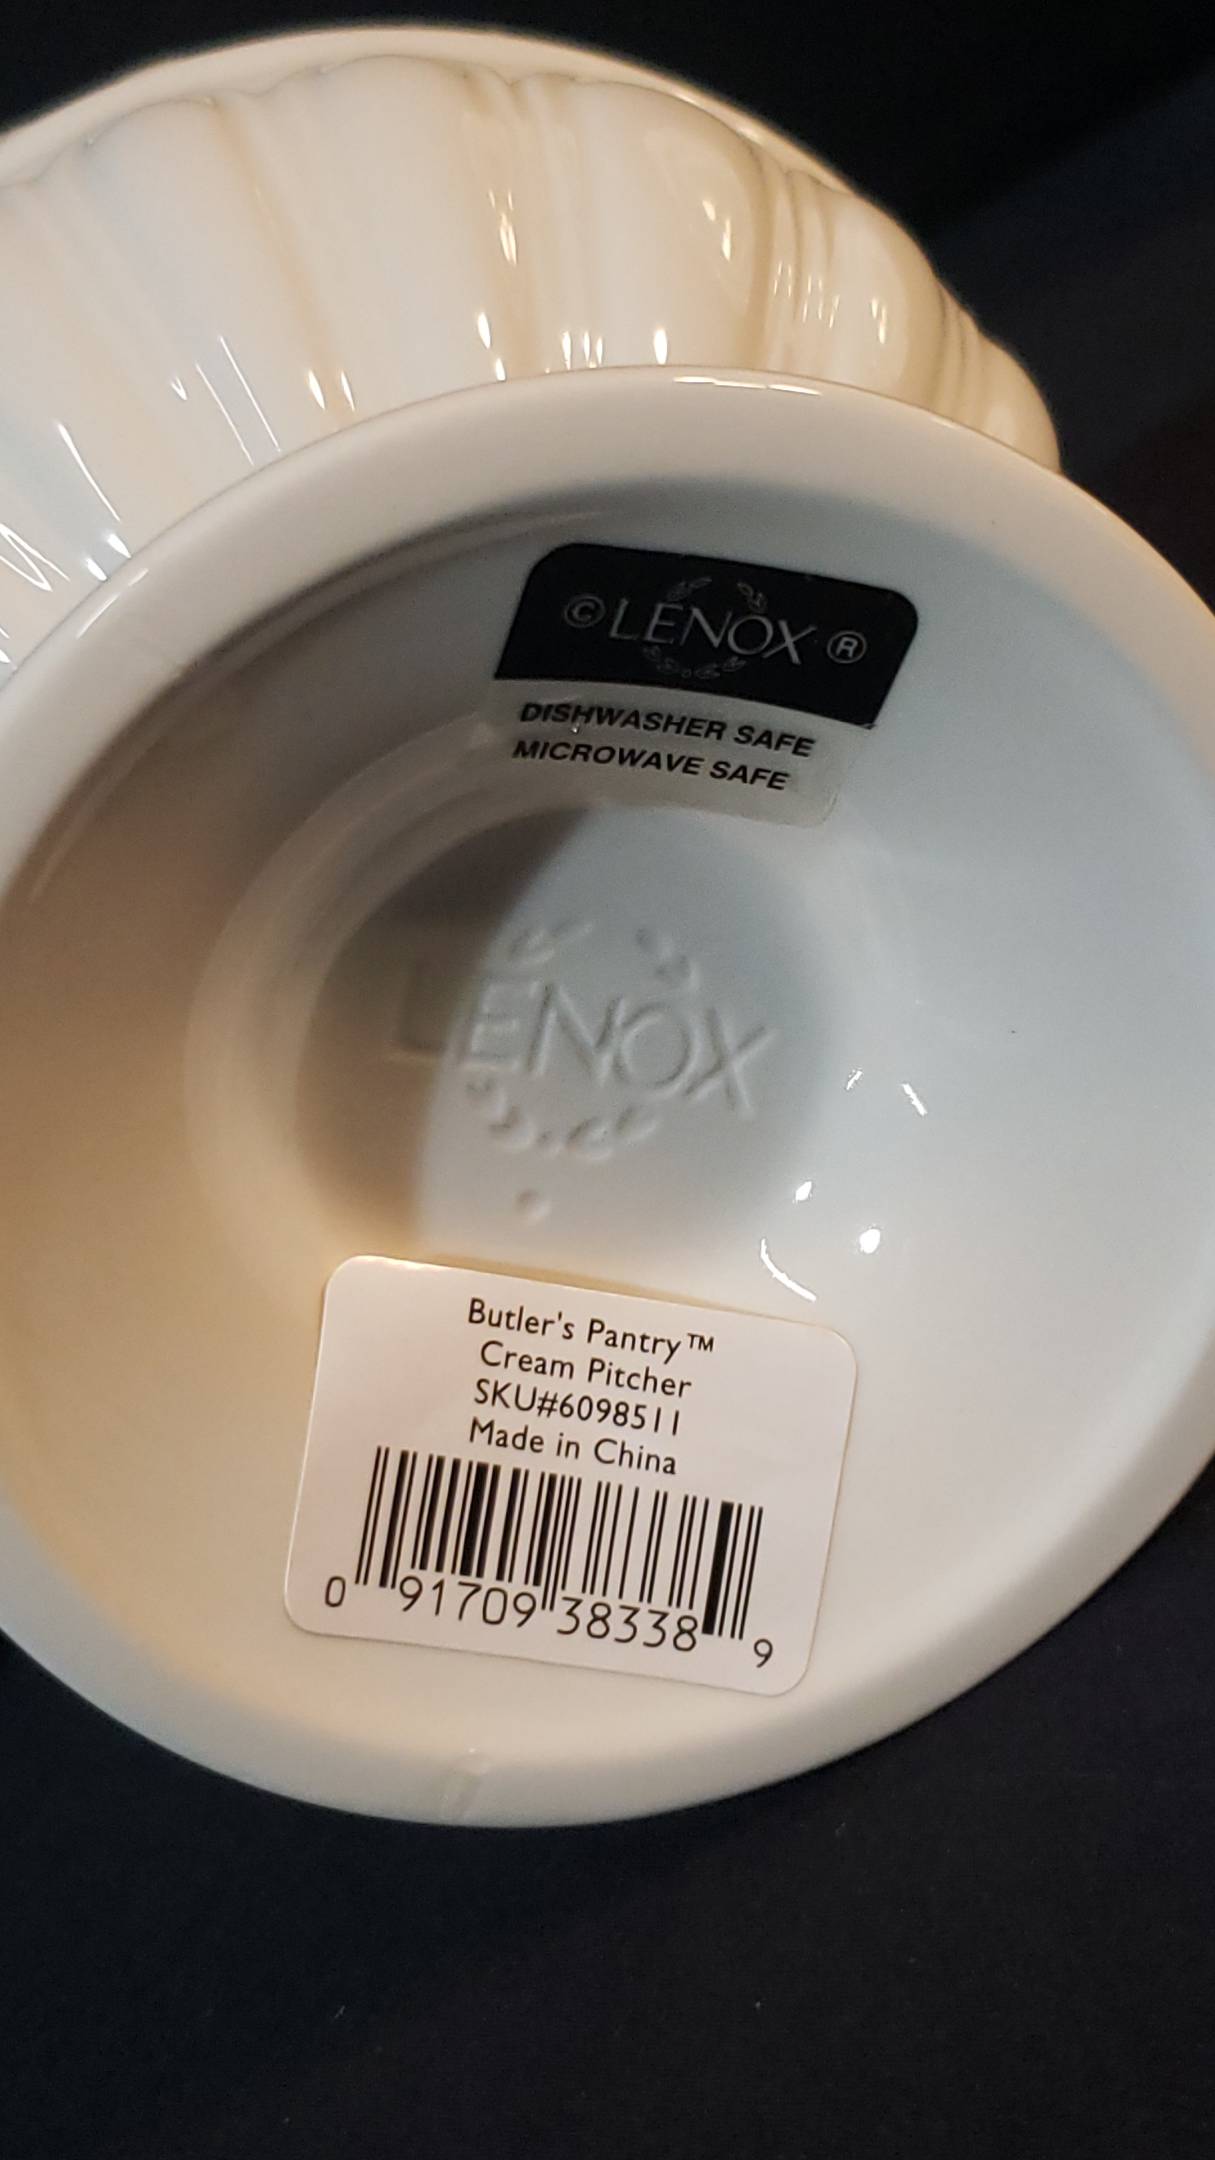 © LENOX ®
DISHWASHER SAFE
MICROWAVE SAFE
LENOX
Butler's Pantry™
Cream Pitcher
SKU#6098511
Made in China
0 91709 38338 9